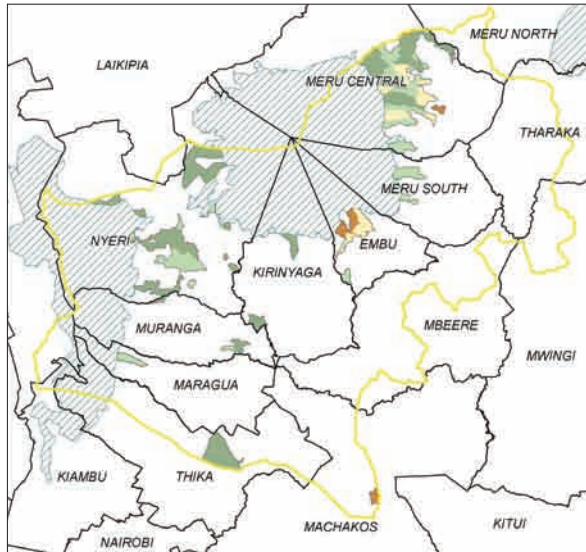 MERU NORTH
LAIKIPIA
MERU CENTRAL
THARAKA
MERU SOUTH
NYERI
EMBU
KIRINYAGA
MURANGA
MBEERE
MWINGI
MARAGUA
KIAMBU
THIKA
MACHAKOS
KITUI
NAIROBI